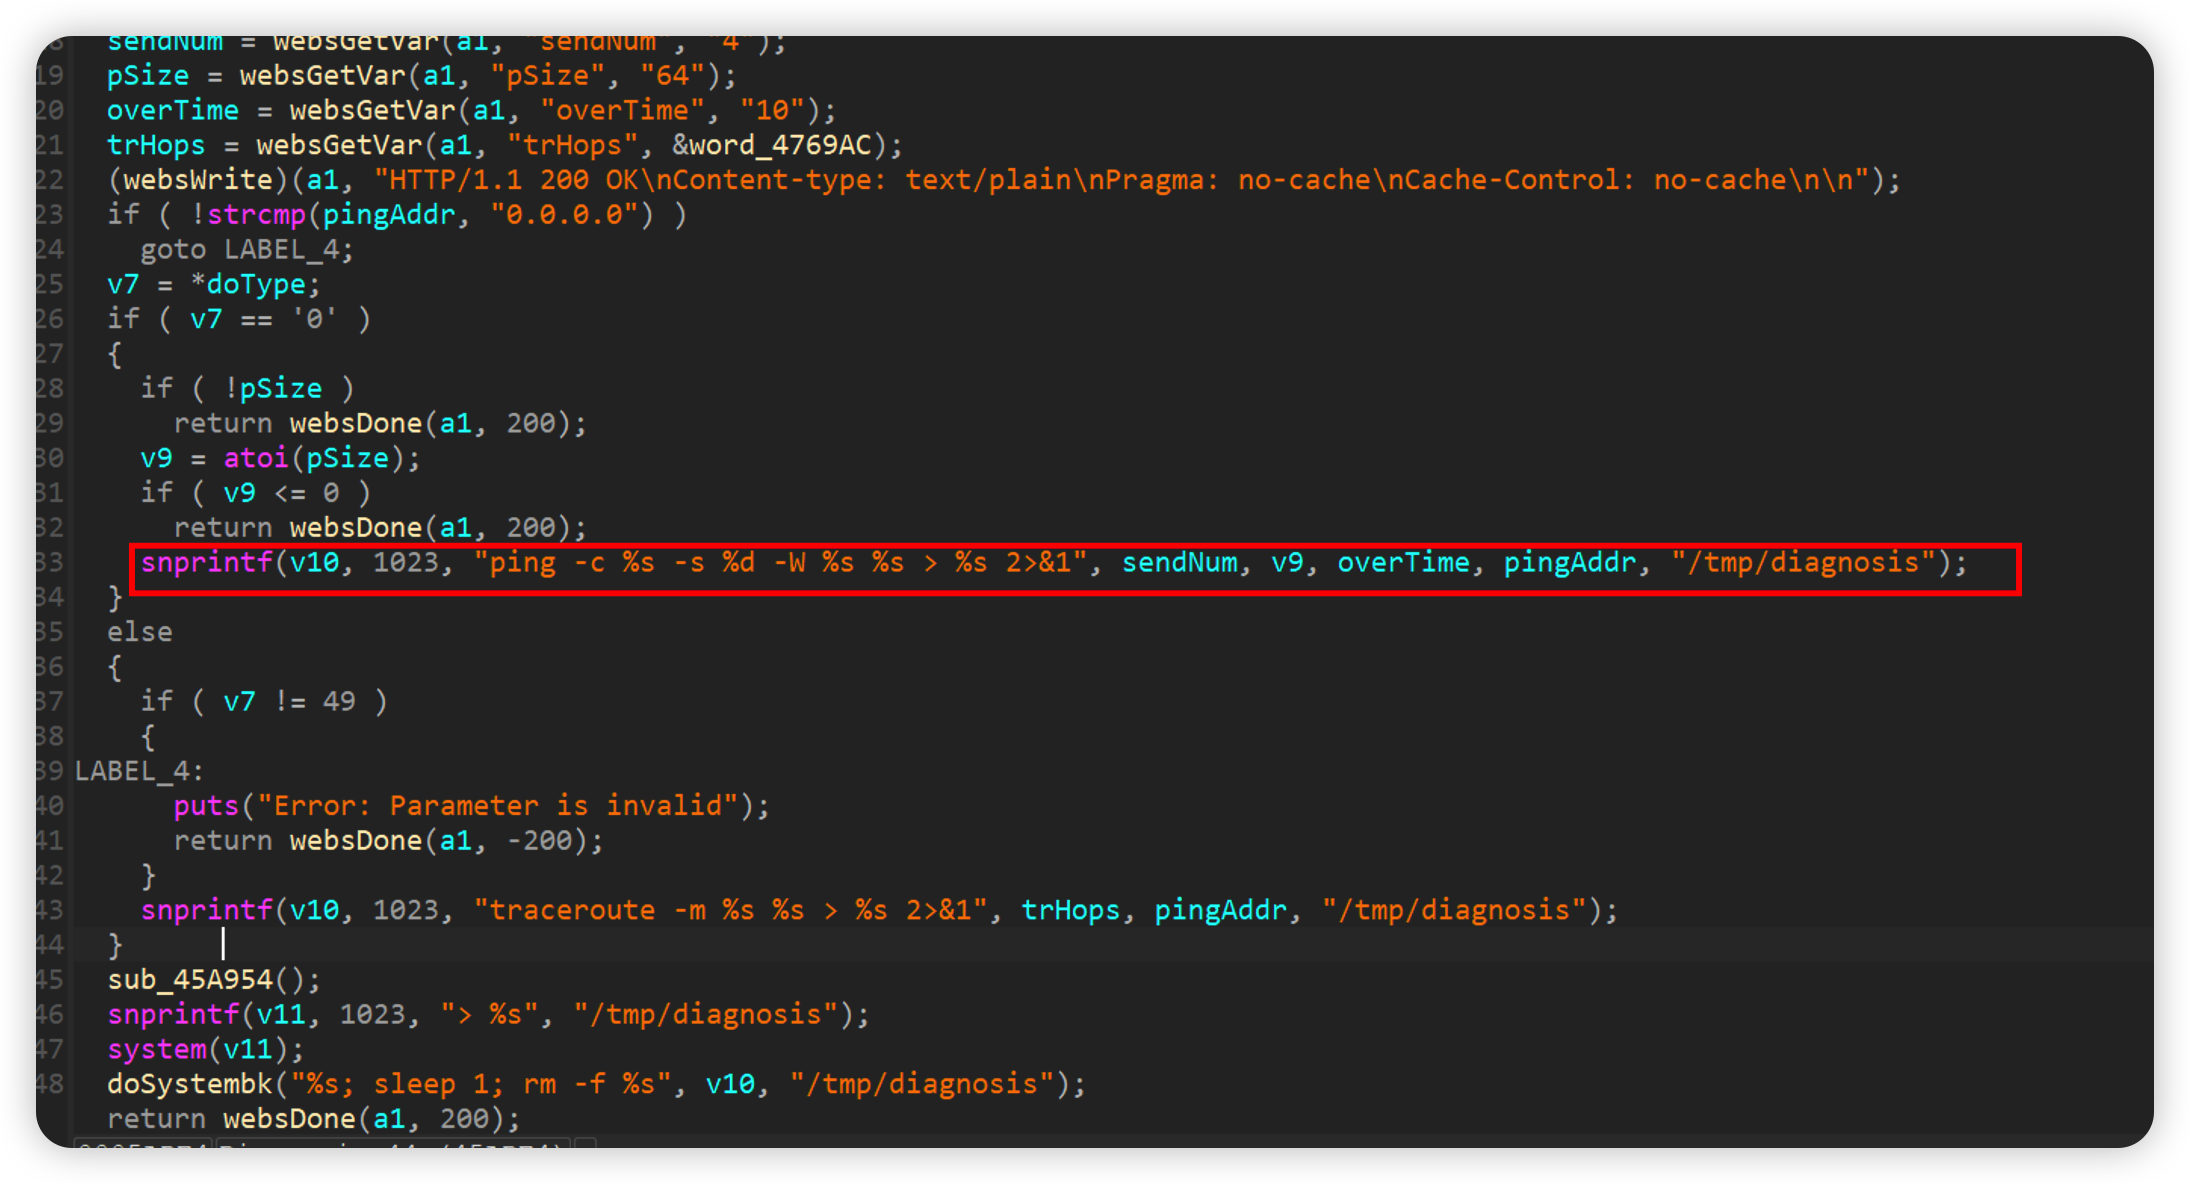 sendNum = websGetVar(a1, "sendNum", "4");
19 pSize = websGetVar(a1, "pSize", "64");
20 overTime = websGetVar(a1, "overTime", "10");
21 trHops = websGetVar(a1, "trHops", &word_4769AC);
22 (websWrite)(a1, "HTTP/1.1 200 OK\nContent-type: text/plain\nPragma: no-cache\nCache-Control: no-cache\n\n");
23 if ( !strcmp(pingAddr, "0.0.0.0") )
24 goto LABEL_4;
25 v7 = *doType;
26 if ( v7 == '0' )
27 {
28 if ( !pSize )
29 return websDone(a1, 200);
30 v9 = atoi(pSize);
31 if ( v9 <= 0 )
32 return websDone(a1, 200);
33 snprintf(v10, 1023, "ping -c %s -s %d -W %s %s > %s 2>&1", sendNum, v9, overTime, pingAddr, "/tmp/diagnosis");
34 }
35 else
36 {
37 if ( v7 != 49 )
38 {
39 LABEL_4:
40 puts("Error: Parameter is invalid");
41 return websDone(a1, -200);
42 }
43 snprintf(v10, 1023, "traceroute -m %s %s > %s 2>&1", trHops, pingAddr, "/tmp/diagnosis");
44 }
45 sub_45A954();
46 snprintf(v11, 1023, "> %s", "/tmp/diagnosis");
47 system(v11);
48 doSystembk("%s; sleep 1; rm -f %s", v10, "/tmp/diagnosis");
return websDone(a1, 200);